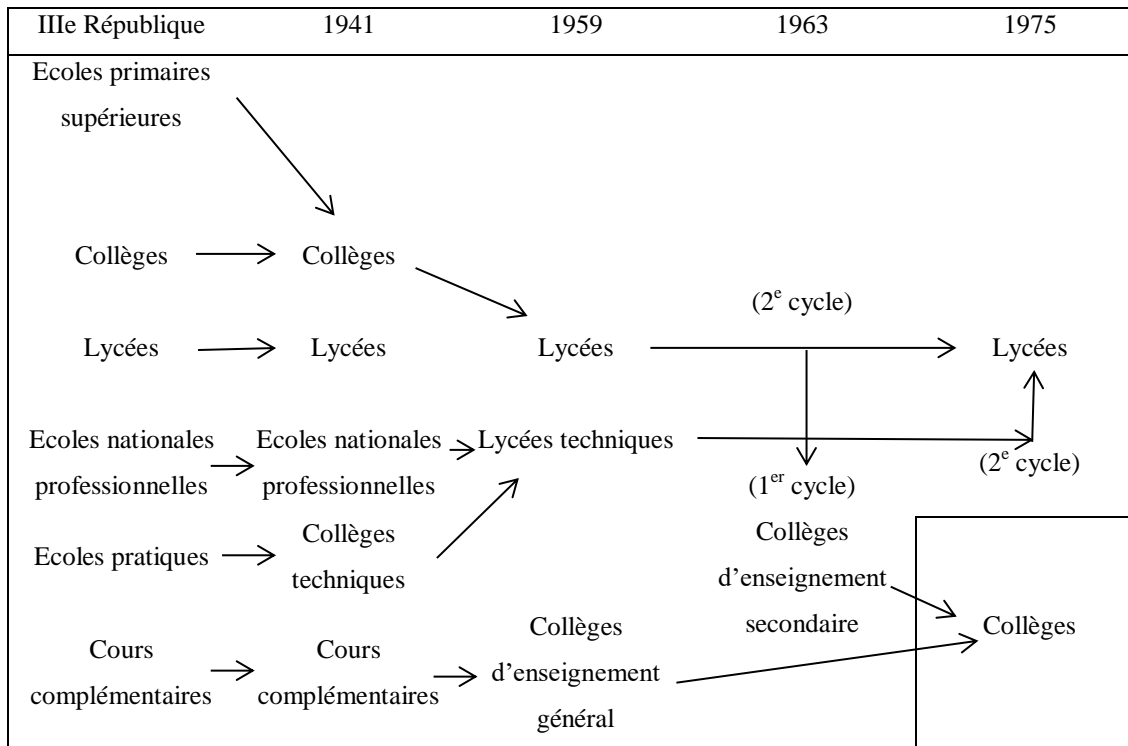 IIIe République 1941 1959 1963 1975
Ecoles primaires
supérieures
Collèges Collèges
(2e cycle)
Lycées Lycées Lycées Lycées
Ecoles nationales Ecoles nationales Lycées techniques
professionnelles professionnelles
(2e cycle)
(1er cycle)
Ecoles pratiques
Collèges
techniques
Collèges
d’enseignement
secondaire
Collèges
Cours
complémentaires
Cours
complémentaires
Collèges
d’enseignement
général